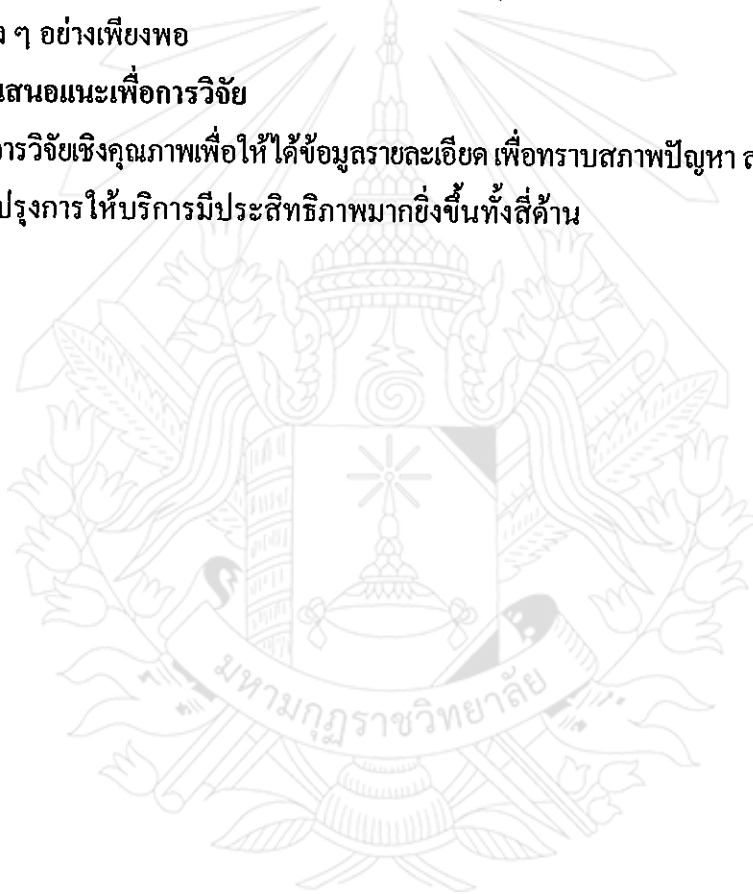 ๆ อย่างเพียงพอ
เสนอแนะเพื่อการวิจัย
การวิจัยเชิงคุณภาพเพื่อให้ได้ข้อมูลรายละเอียด เพื่อทราบสภาพปัญหา
ปรุงการให้บริการมีประสิทธิภาพมากยิ่งขึ้นทั้งสี่ด้าน
มหามกุฏราชวิทยาลัย